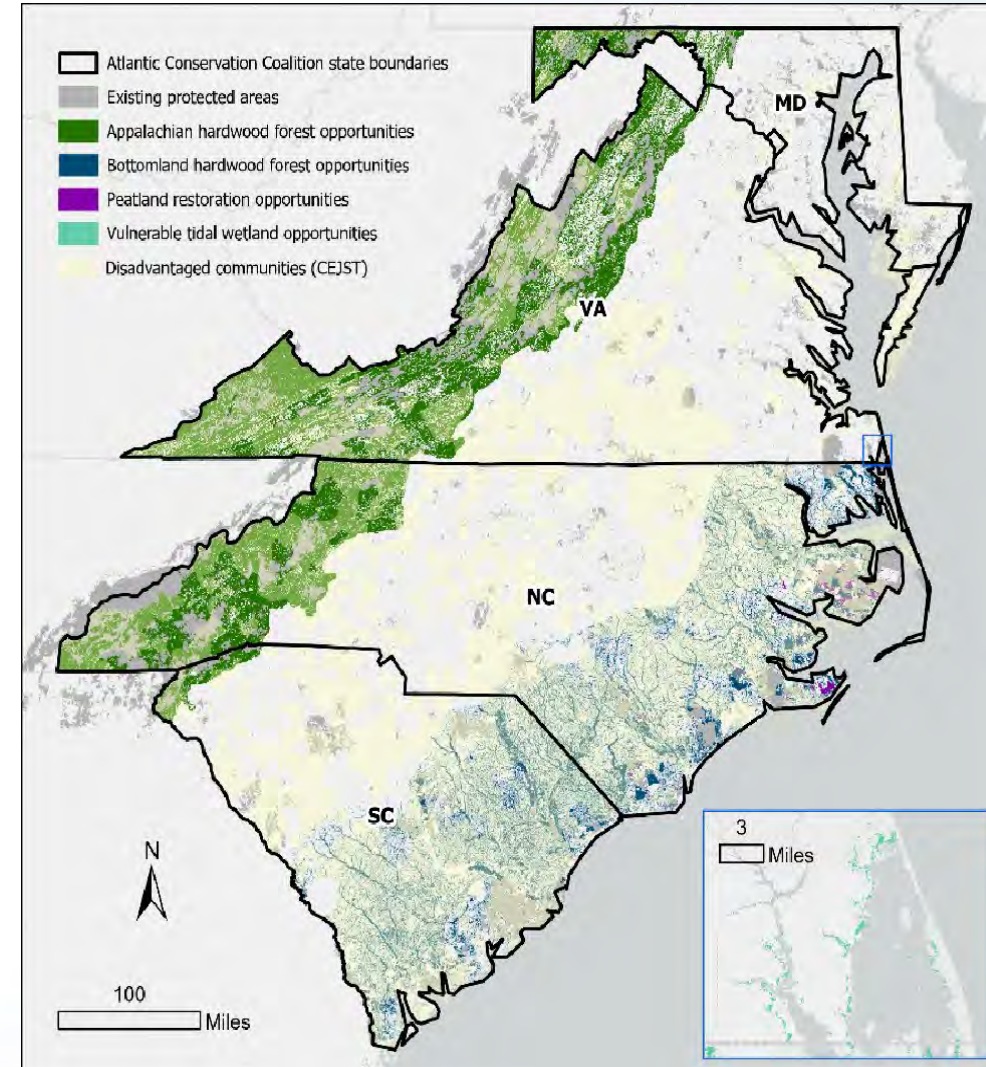 Atlantic Conservation Coalition state boundaries
Existing protected areas
Appalachian hardwood forest opportunities
Bottomland hardwood forest opportunities
Peatland restoration opportunities
Vulnerable tidal wetland opportunities
Disadvantaged communities (CEJST)
MD
VA
NC
SC
N
100
Miles
3
Miles